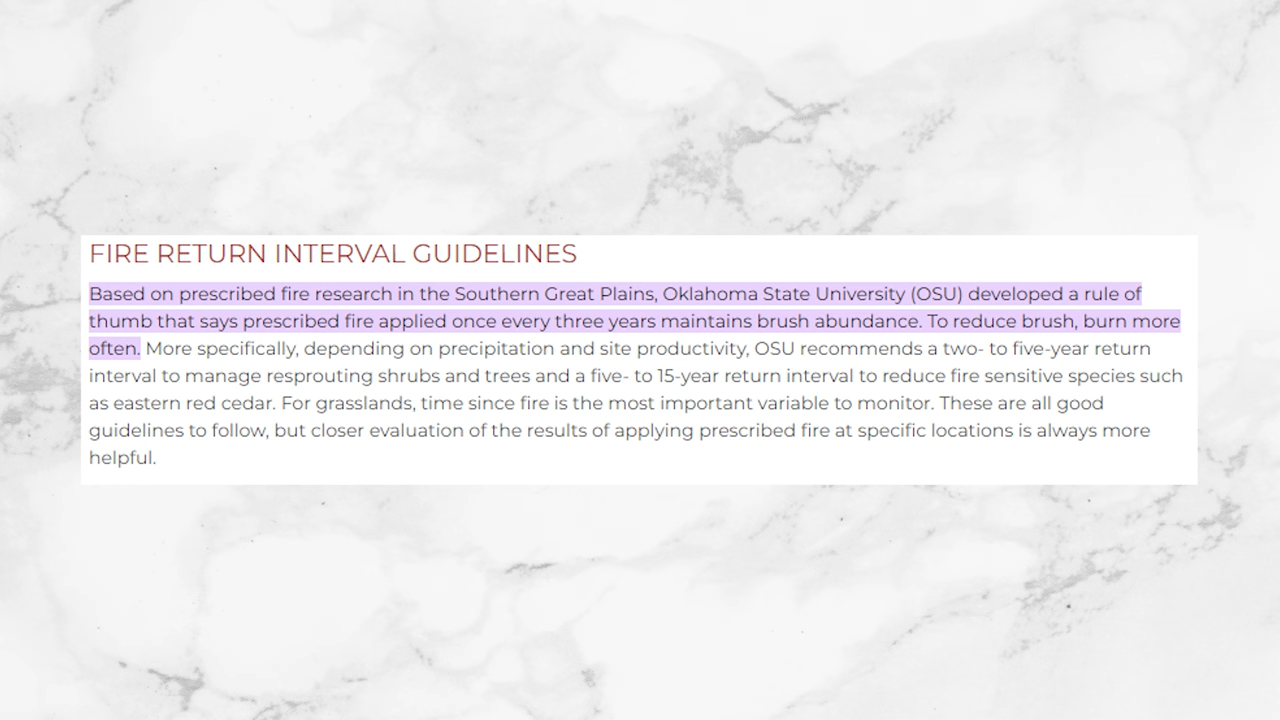 FIRE RETURN INTERVAL GUIDELINES
Based on prescribed fire research in the Southern Great Plains, Oklahoma State University (OSU) developed a rule of
thumb that says prescribed fire applied once every three years maintains brush abundance. To reduce brush, burn more
often. More specifically, depending on precipitation and site productivity, OSU recommends a two- to five-year return
interval to manage resprouting shrubs and trees and a five- to 15-year return interval to reduce fire sensitive species such
as eastern red cedar. For grasslands, time since fire is the most important variable to monitor. These are all good
guidelines to follow, but closer evaluation of the results of applying prescribed fire at specific locations is always more
helpful.